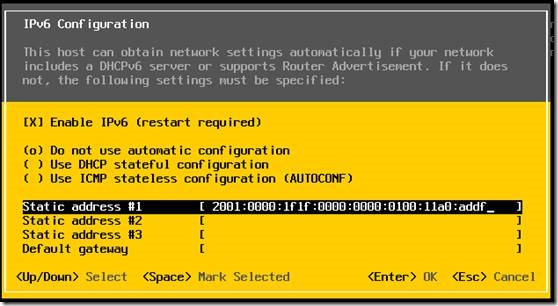 IPv6 Configuration
This host can obtain network settings automatically if your network
includes a DHCPv6 server or supports Router Advertisement. If it does
not, the following settings must be specified:
[X] Enable IPv6 (restart required)
(o) Do not use automatic configuration
( ) Use DHCP stateful configuration
( ) Use ICMP stateless configuration (AUTOCONF)
Static address #1 [ 2001:0000:1f1f:0000:0000:0100:11a0:addf_ ]
Static address #2 [ ]
Static address #3 [ ]
Default gateway [ ]
<Up/Down> Select <Space> Mark Selected <Enter> OK <Esc> Cancel